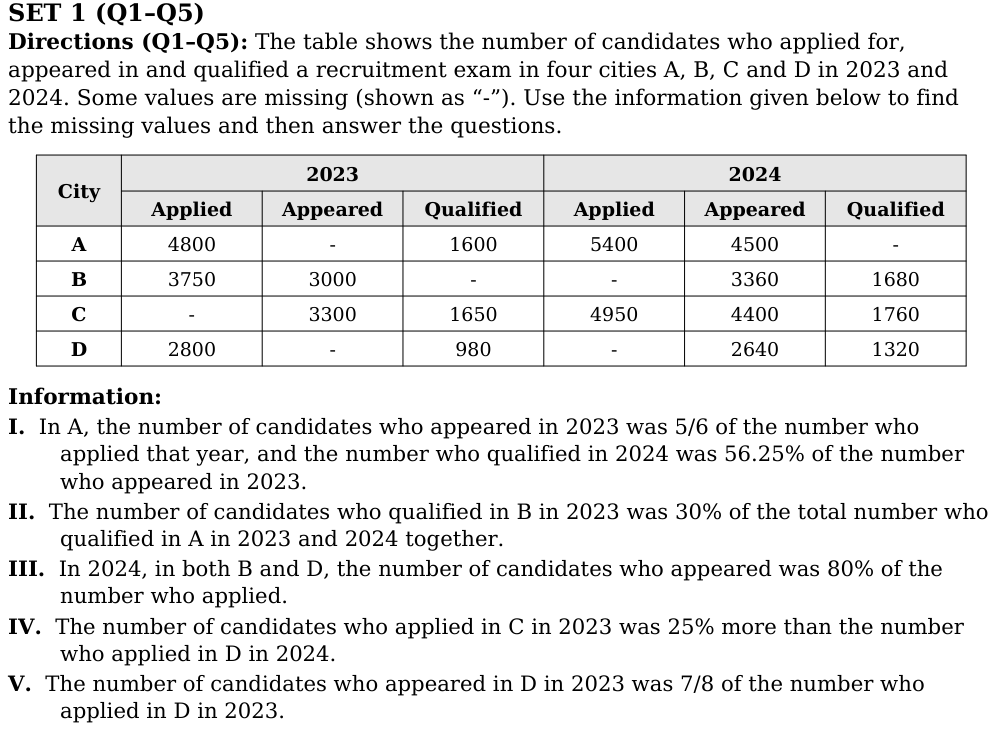 SET 1 (Q1–Q5)
Directions (Q1–Q5): The table shows the number of candidates who applied for,
appeared in and qualified a recruitment exam in four cities A, B, C and D in 2023 and
2024. Some values are missing (shown as “-”). Use the information given below to find
the missing values and then answer the questions.
City 2023 2024
Applied Appeared Qualified Applied Appeared Qualified
A 4800 - 1600 5400 4500 -
B 3750 3000 - - 3360 1680
C - 3300 1650 4950 4400 1760
D 2800 - 980 - 2640 1320
Information:
I. In A, the number of candidates who appeared in 2023 was 5/6 of the number who
applied that year, and the number who qualified in 2024 was 56.25% of the number
who appeared in 2023.
II. The number of candidates who qualified in B in 2023 was 30% of the total number who
qualified in A in 2023 and 2024 together.
III. In 2024, in both B and D, the number of candidates who appeared was 80% of the
number who applied.
IV. The number of candidates who applied in C in 2023 was 25% more than the number
who applied in D in 2024.
V. The number of candidates who appeared in D in 2023 was 7/8 of the number who
applied in D in 2023.